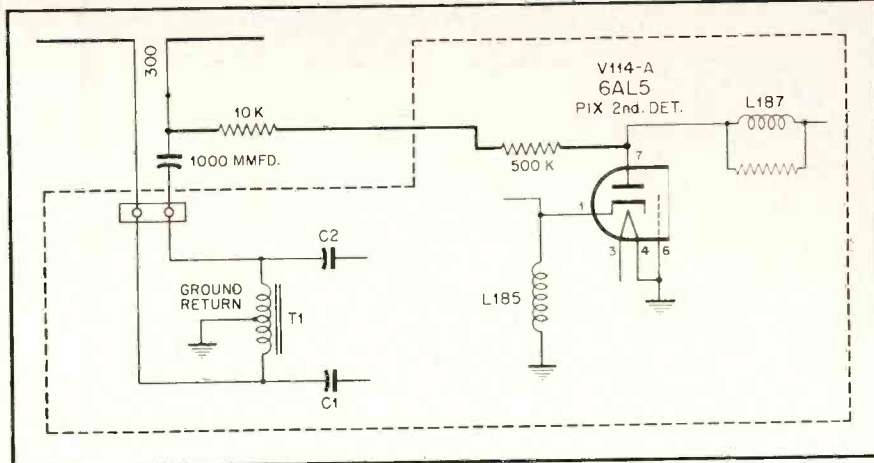 300
V114-A
6AL5
PIX 2nd. DET.
L187
10K
1000 MMFD.
500 K
7
1
3
4
6
C2
GROUND
RETURN
T1
L185
C1